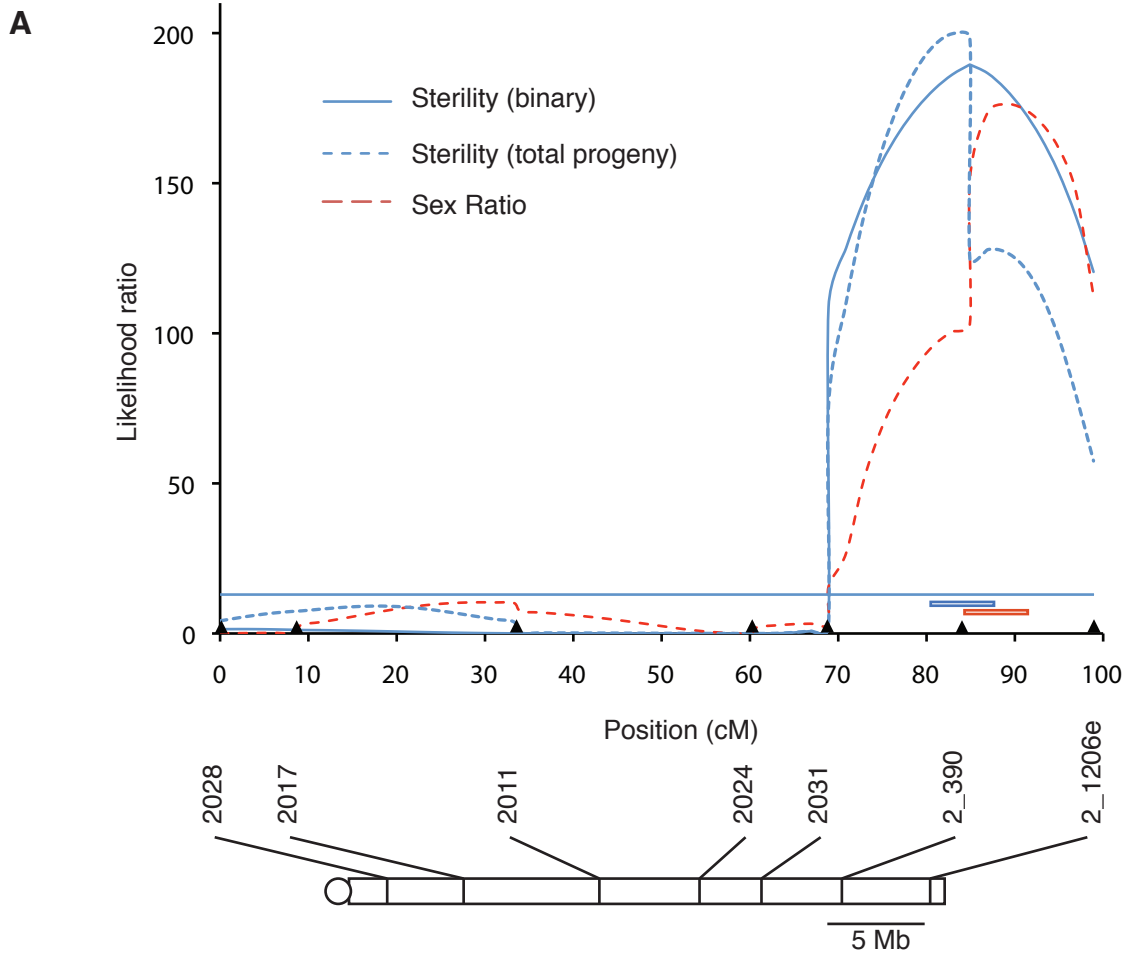 A
200
150
100
50
0
Likelihood ratio
Sterility (binary)
Sterility (total progeny)
Sex Ratio
0 10 20 30 40 50 60 70 80 90 100
Position (cM)
2028 2017 2011 2024 2031 2_390 2_1206e
5 Mb